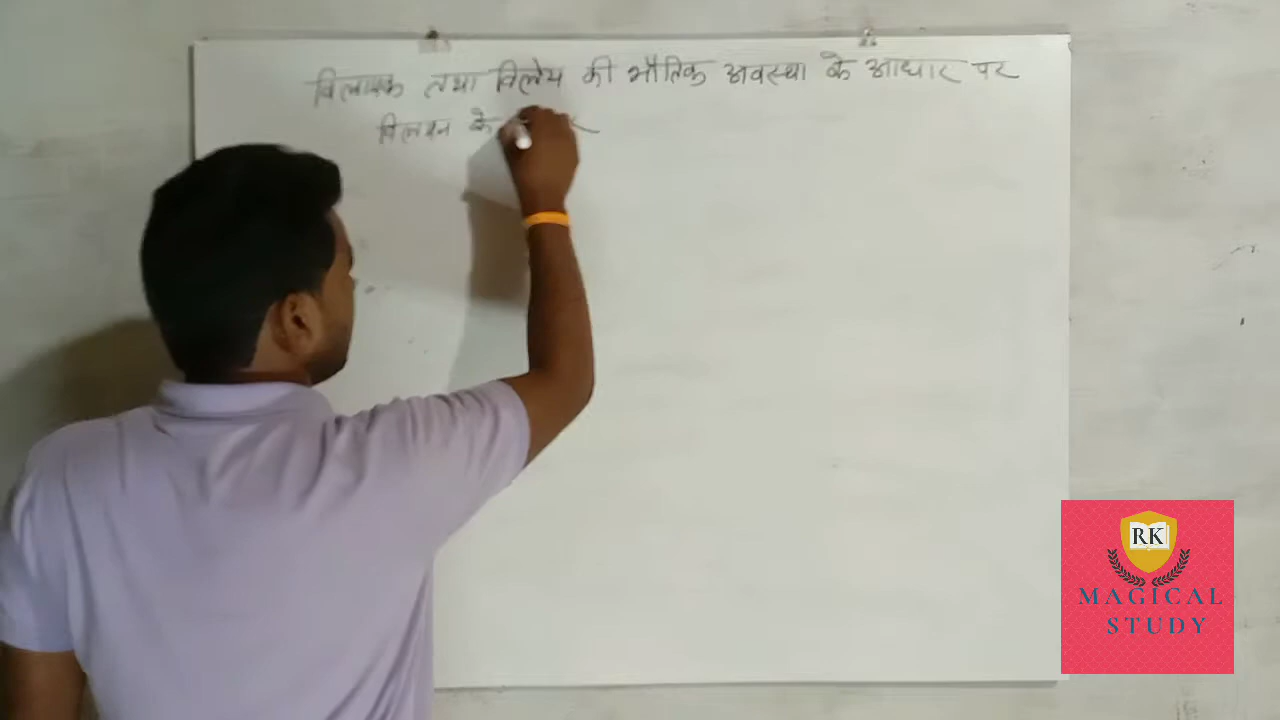 विलायक तथा विलेय की भौतिक अवस्था के आधार पर
विलयन के
RK
MAGICAL
STUDY